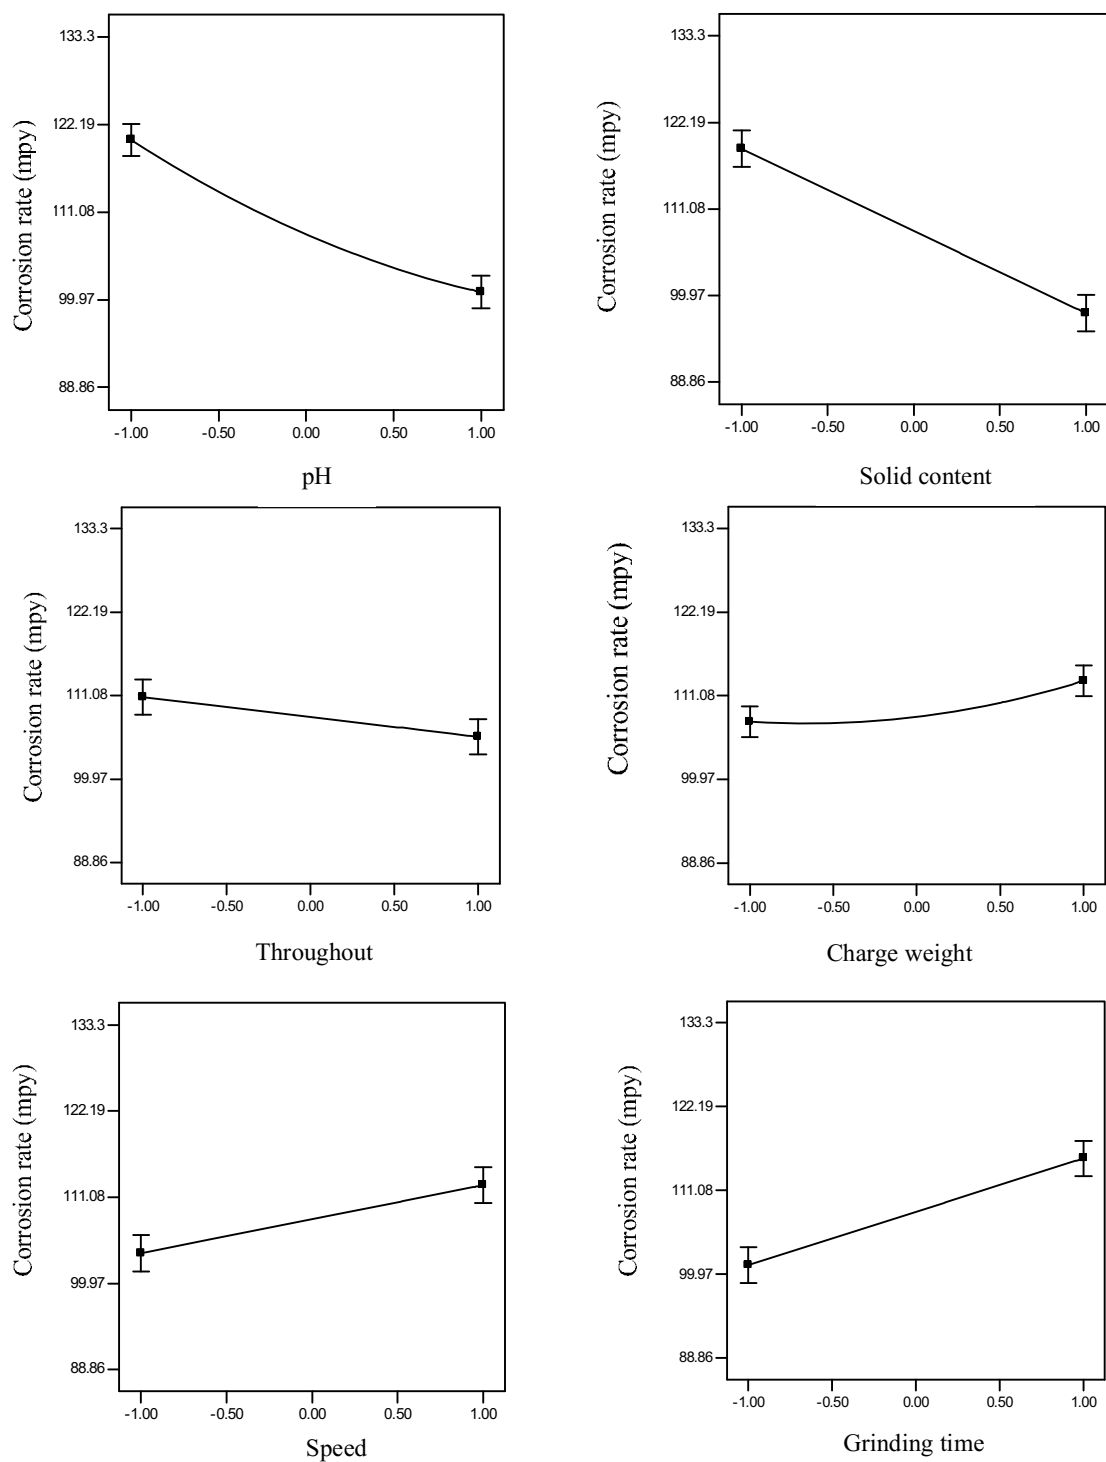 Corrosion rate (mpy)
133.3
122.19
111.08
99.97
88.86
-1.00 -0.50 0.00 0.50 1.00
pH
Corrosion rate (mpy)
133.3
122.19
111.08
99.97
88.86
-1.00 -0.50 0.00 0.50 1.00
Solid content
Corrosion rate (mpy)
133.3
122.19
111.08
99.97
88.86
-1.00 -0.50 0.00 0.50 1.00
Throughout
Corrosion rate (mpy)
133.3
122.19
111.08
99.97
88.86
-1.00 -0.50 0.00 0.50 1.00
Charge weight
Corrosion rate (mpy)
133.3
122.19
111.08
99.97
88.86
-1.00 -0.50 0.00 0.50 1.00
Speed
Corrosion rate (mpy)
133.3
122.19
111.08
99.97
88.86
-1.00 -0.50 0.00 0.50 1.00
Grinding time